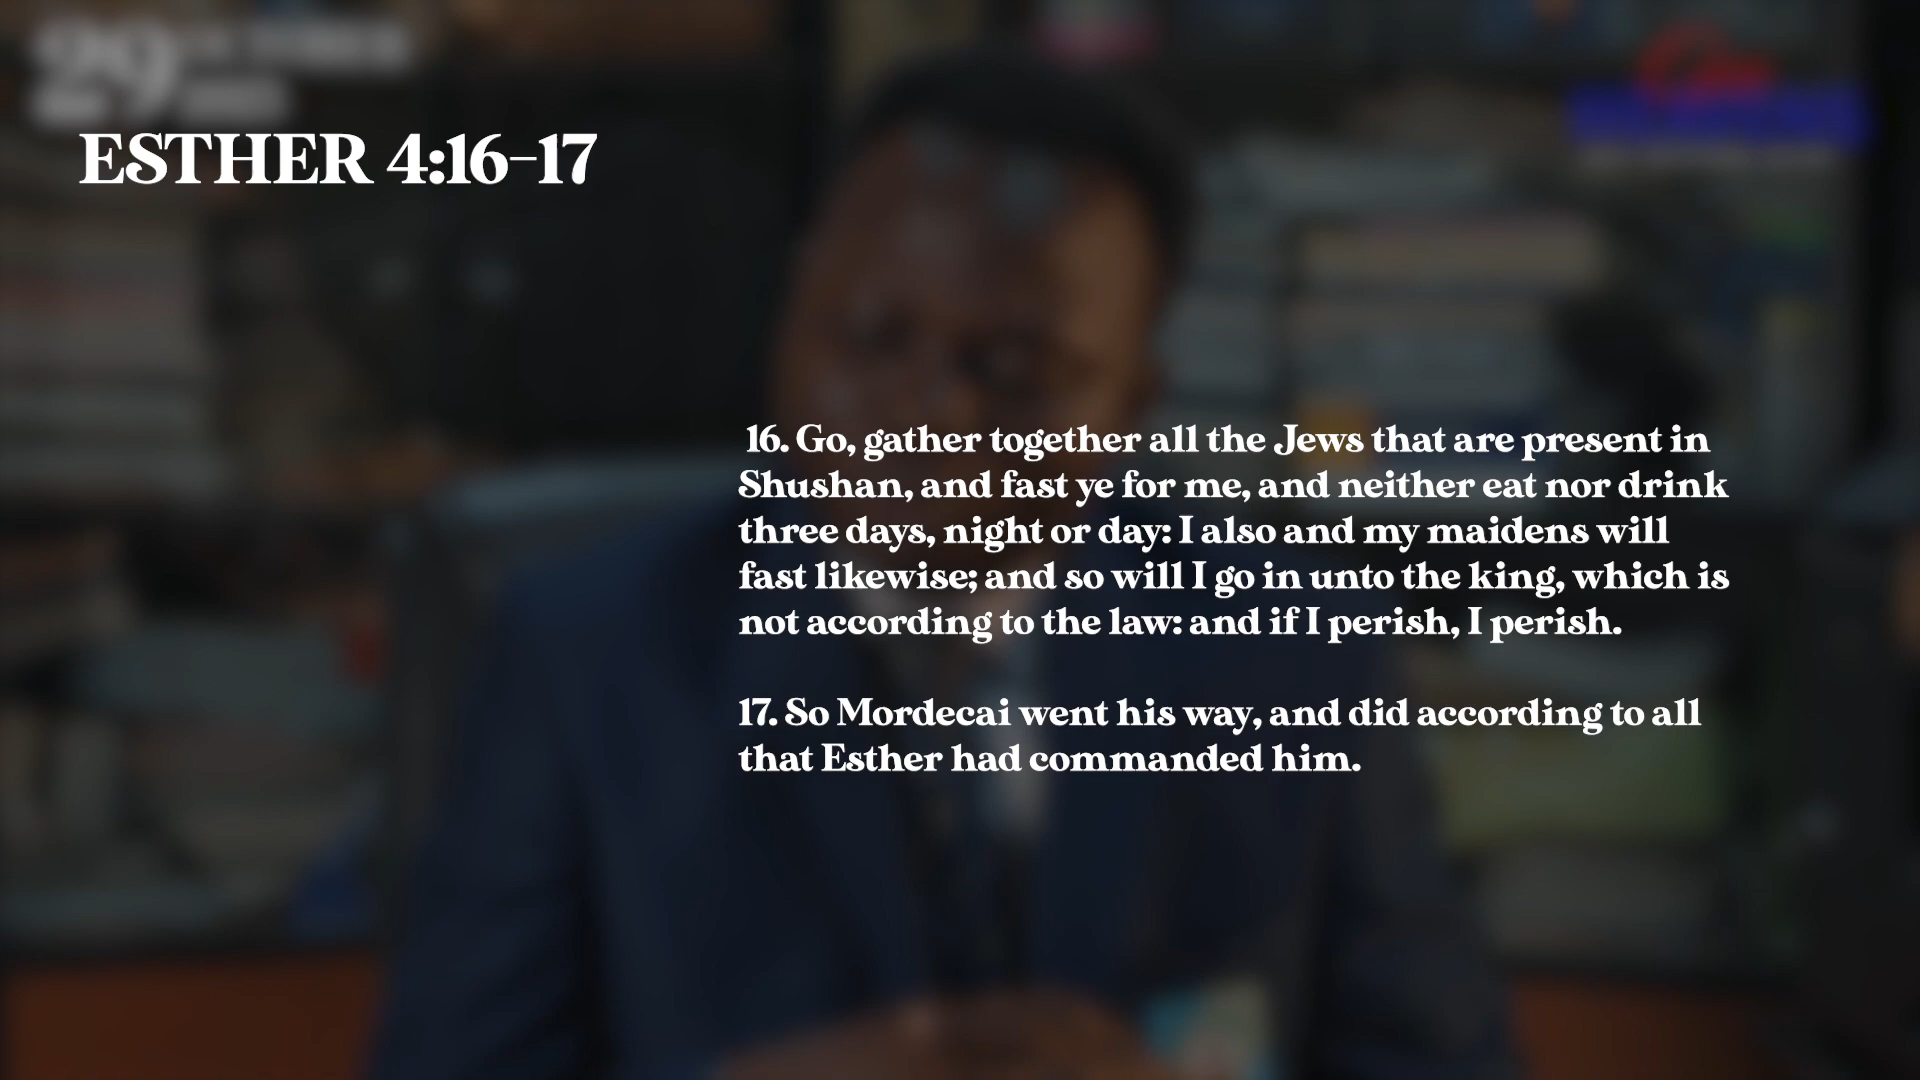 29
ESTHER 4:16-17
16. Go, gather together all the Jews that are present in
Shushan, and fast ye for me, and neither eat nor drink
three days, night or day: I also and my maidens will
fast likewise; and so will I go in unto the king, which is
not according to the law: and if I perish, I perish.
17. So Mordecai went his way, and did according to all
that Esther had commanded him.